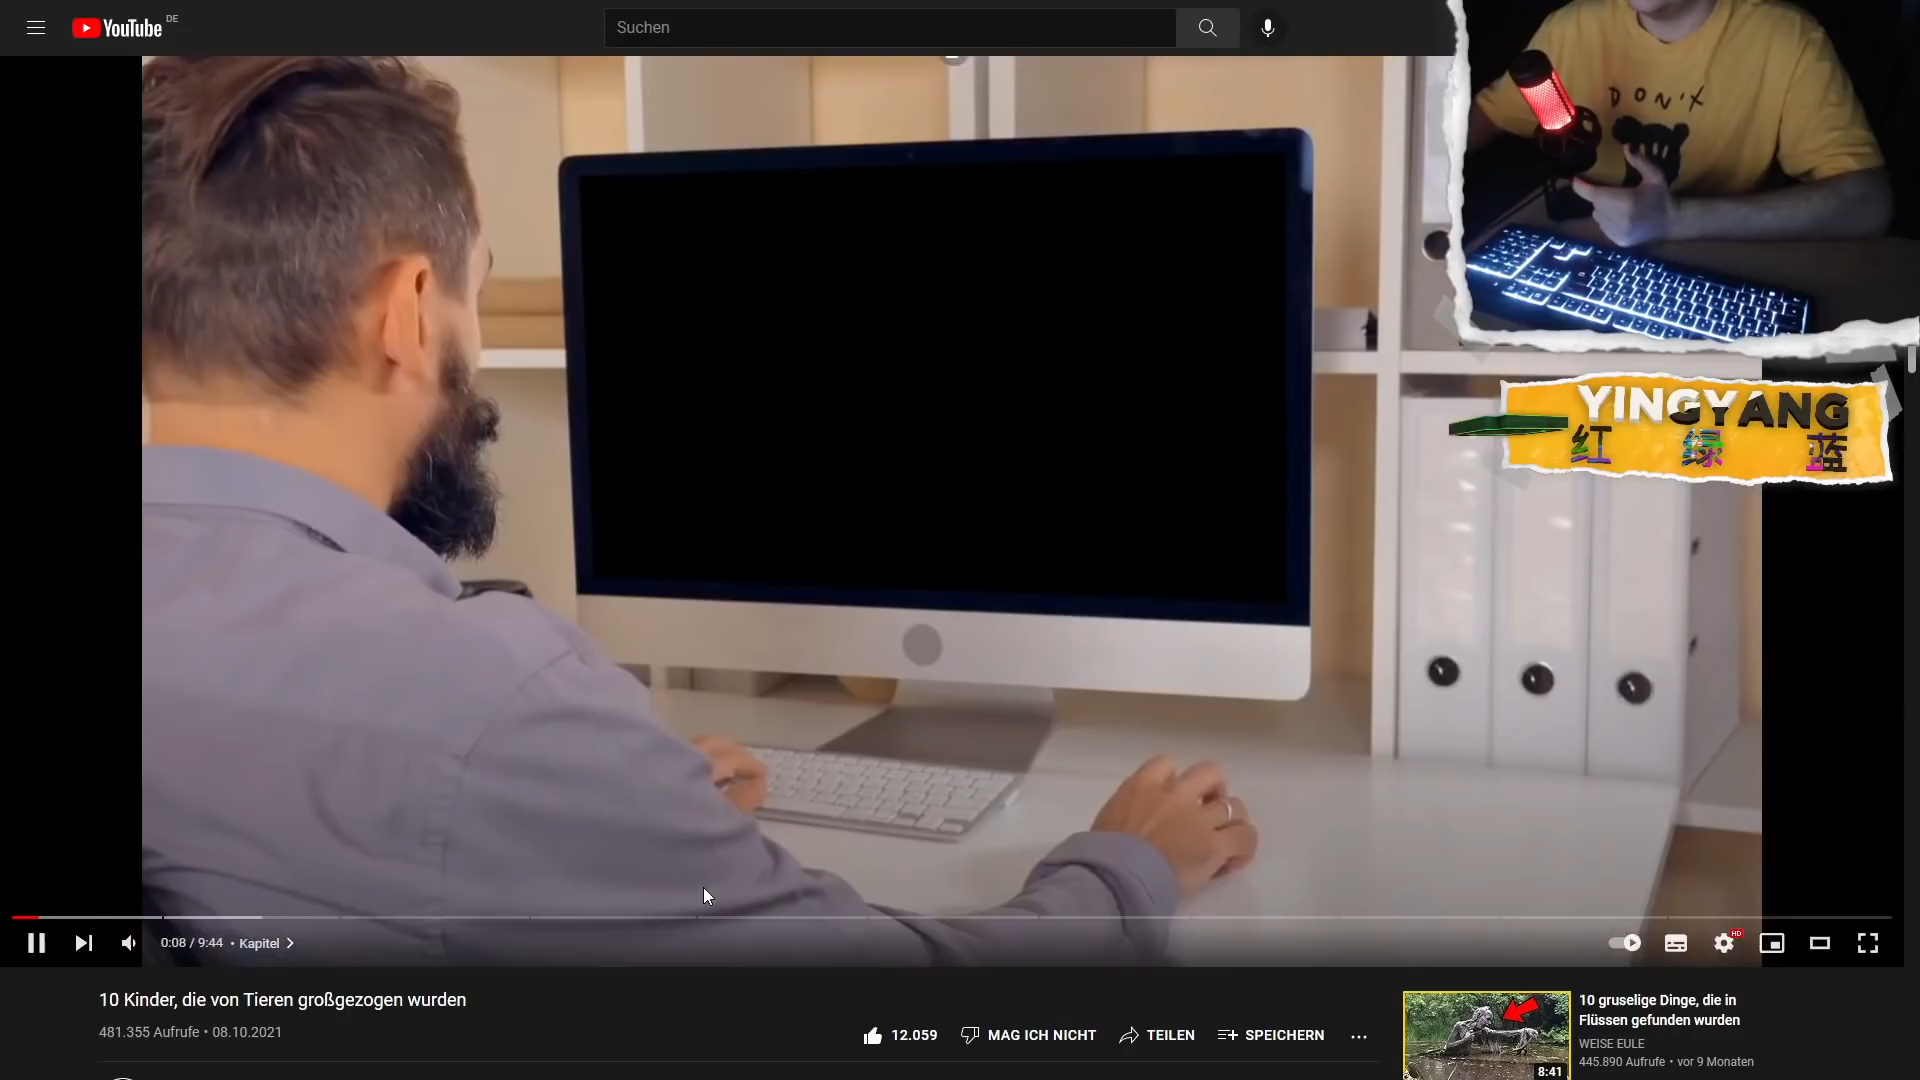 YouTube DE
Suchen
DON'T
YINGYANG
红 绿 蓝
0:08 / 9:44 • Kapitel
HD
10 Kinder, die von Tieren großgezogen wurden
481.355 Aufrufe • 08.10.2021
12.059 MAG ICH NICHT TEILEN SPEICHERN
10 gruselige Dinge, die in
Flüssen gefunden wurden
WEISE EULE
445.890 Aufrufe • vor 9 Monaten
8:41